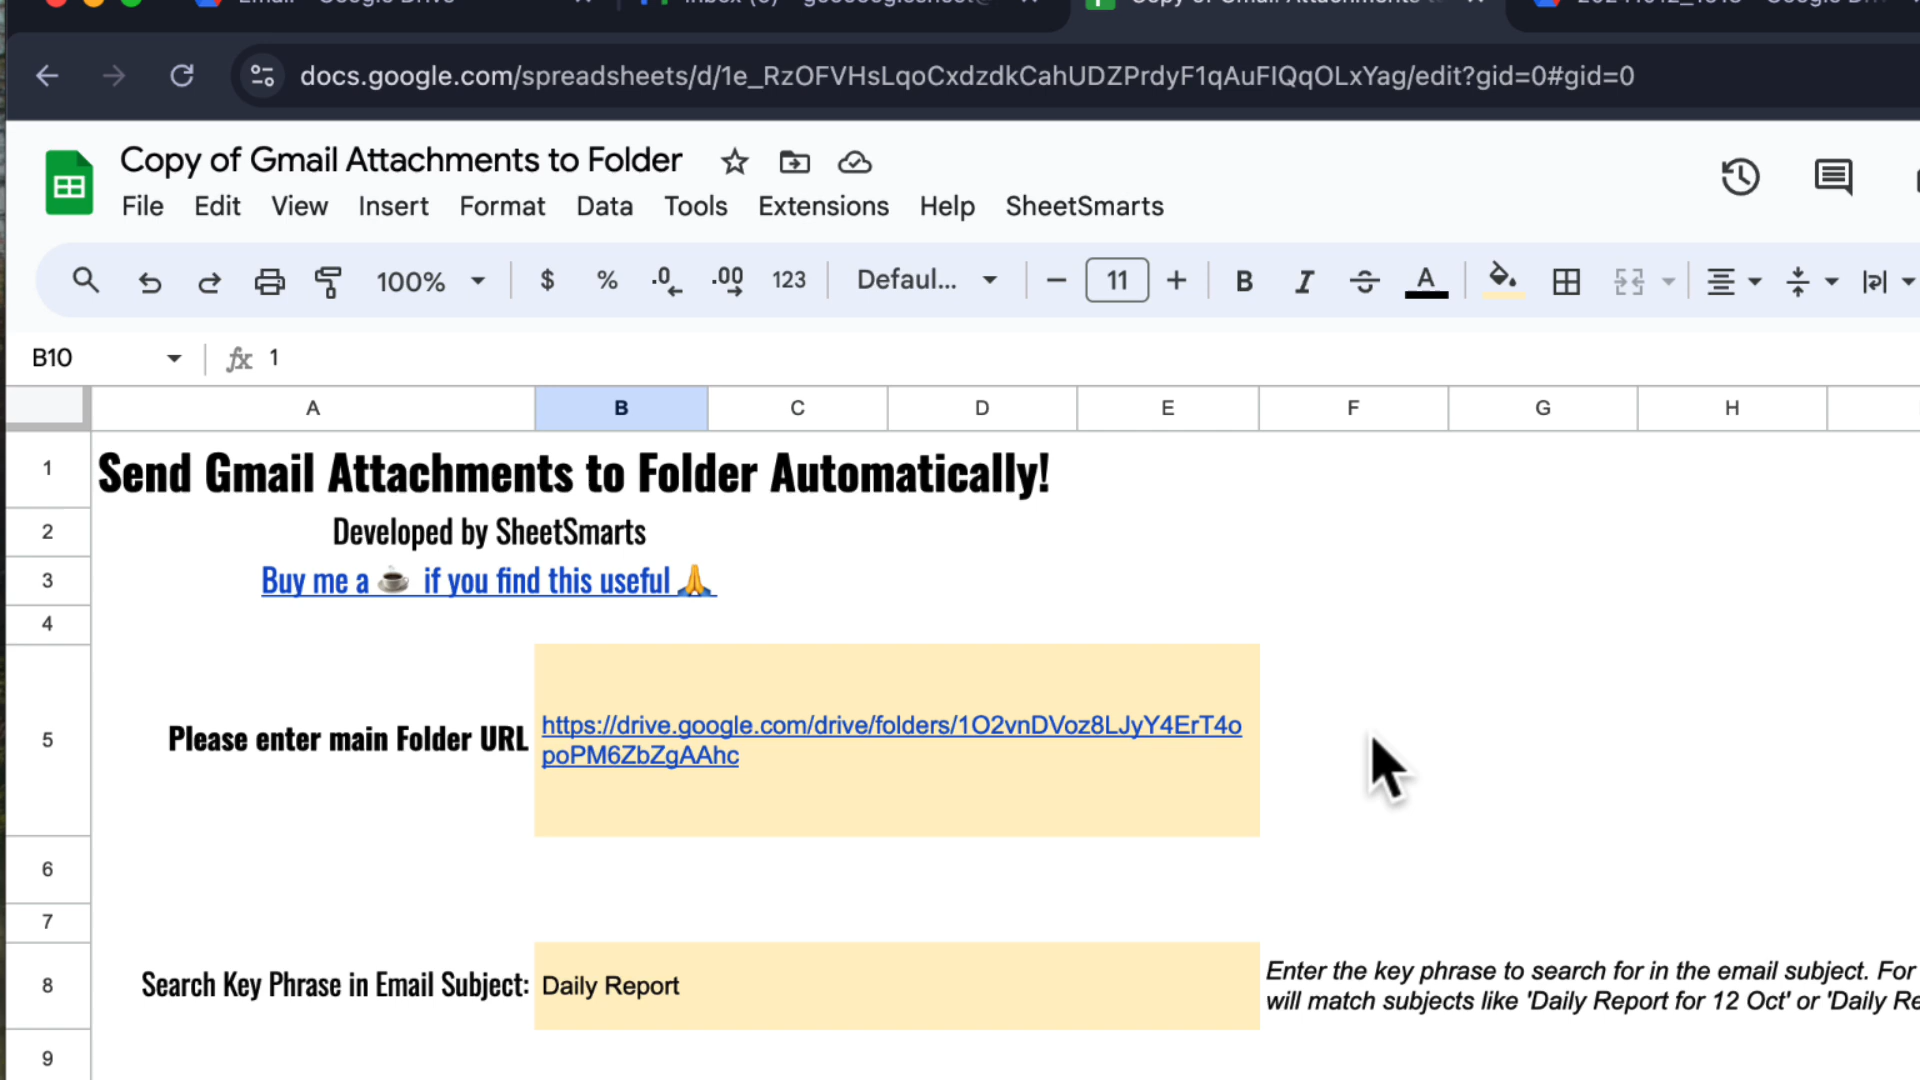 docs.google.com/spreadsheets/d/1e_RzOFVHsLqoCxdzdkCahUDZPrdyF1qAuFIQqOLxYag/edit?gid=0#gid=0
Copy of Gmail Attachments to Folder
File Edit View Insert Format Data Tools Extensions Help SheetSmarts
100% $ % .0 .00 123 Defaul... 11 B I A
B10 fx 1
A B C D E F G H
1 Send Gmail Attachments to Folder Automatically!
2 Developed by SheetSmarts
3 Buy me a ☕ if you find this useful 🙏
4
5 Please enter main Folder URL https://drive.google.com/drive/folders/1O2vnDVoz8LJyY4ErT4o
poPM6ZbZgAAhc
6
7
8 Search Key Phrase in Email Subject: Daily Report Enter the key phrase to search for in the email subject. For
will match subjects like 'Daily Report for 12 Oct' or 'Daily Re
9